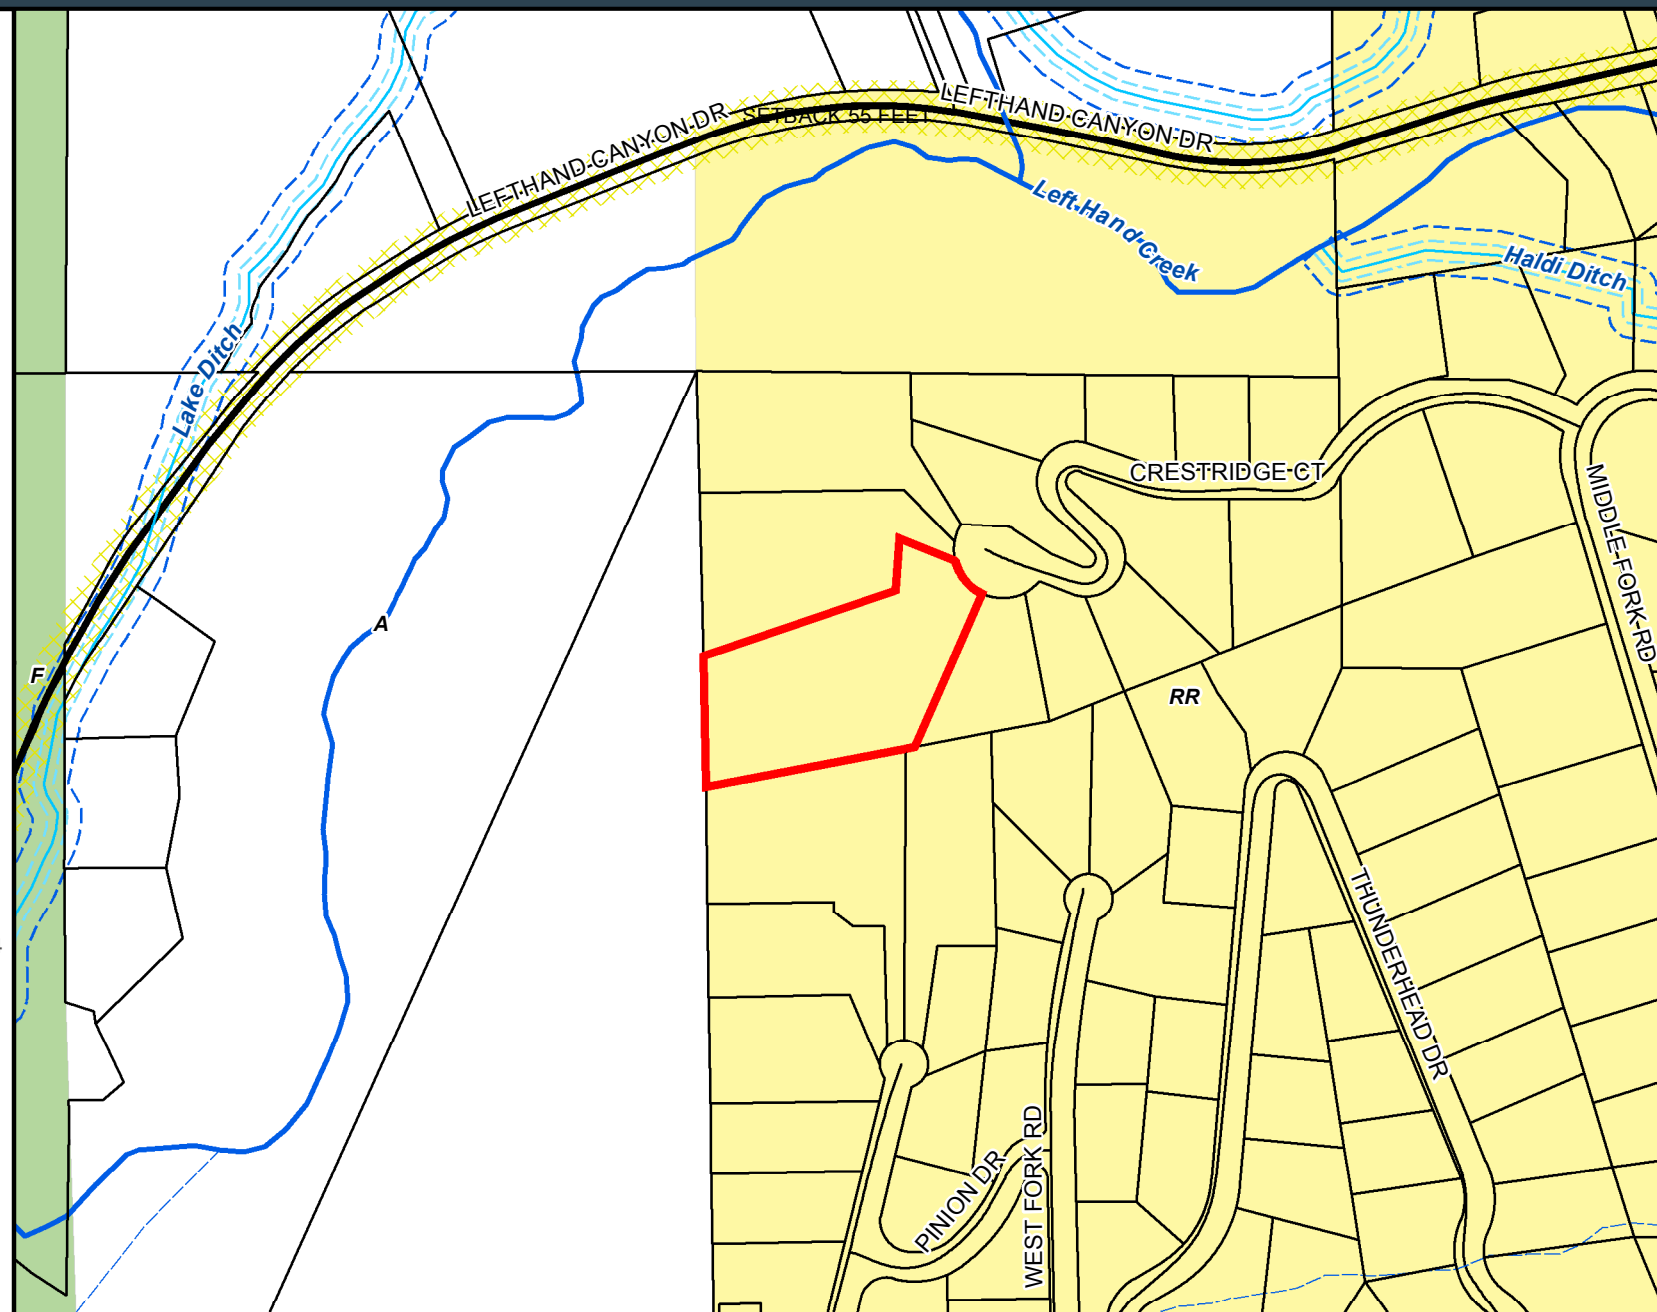 LEFTHAND CANYON DR
SETBACK 55 FEET
LEFTHAND CANYON DR
Left Hand Creek
Haldi Ditch
Lake Ditch
CRESTRIDGE CT
MIDDLE FORK RD
A
F
RR
THUNDERHEAD DR
PINION DR
WEST FORK RD